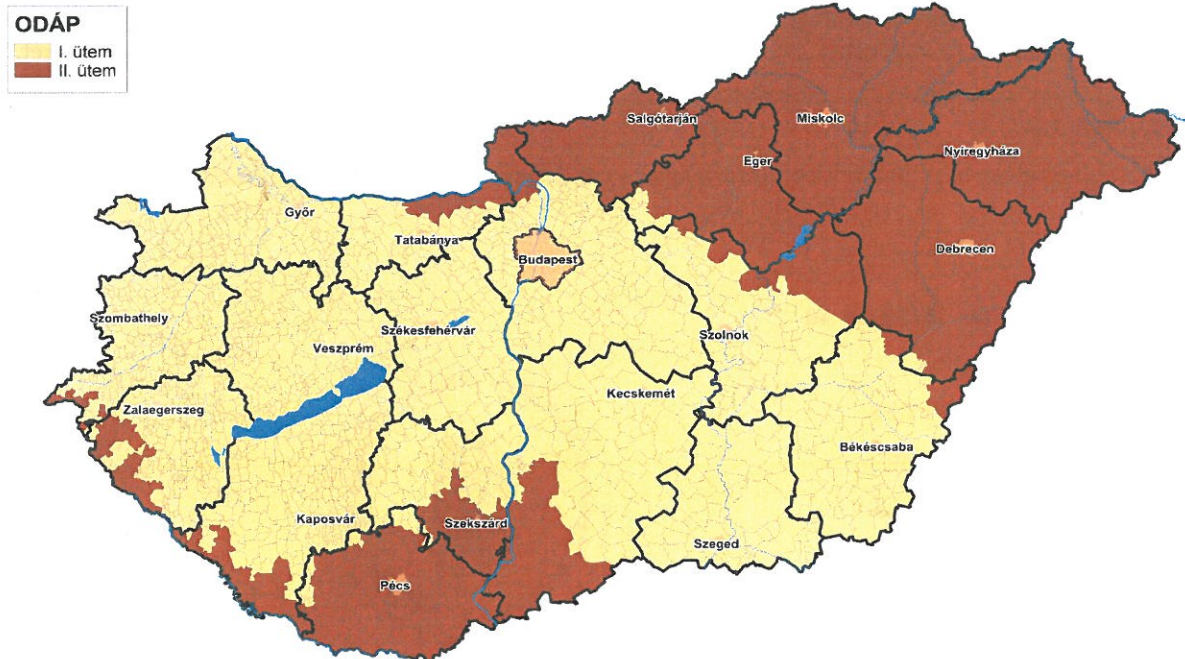 ODÁP
I. ütem
II. ütem
Salgótarján
Miskolc
Eger
Nyíregyháza
Győr
Tatabánya
Budapest
Debrecen
Szombathely
Székesfehérvár
Veszprém
Szolnok
Kecskemét
Zalaegerszeg
Békéscsaba
Kaposvár
Szekszárd
Szeged
Pécs